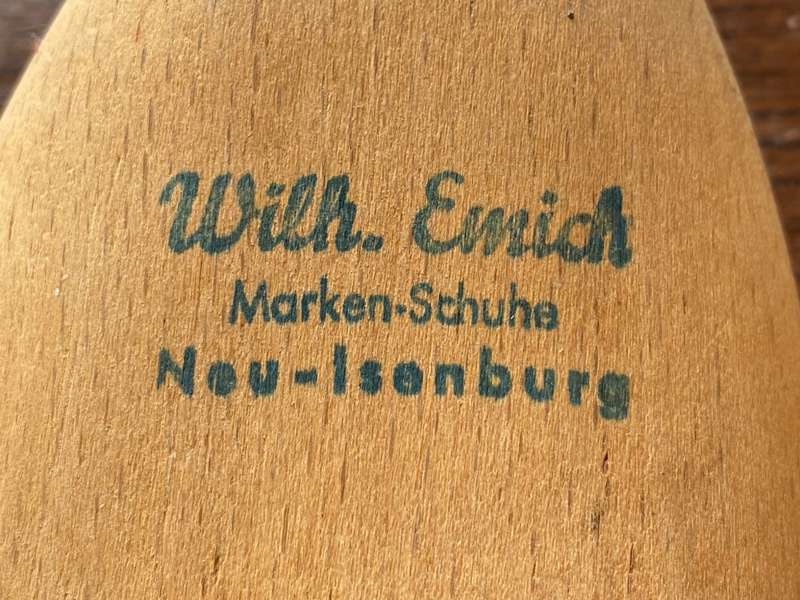 Wilh. Emich
Marken-Schuhe
Neu-Isenburg